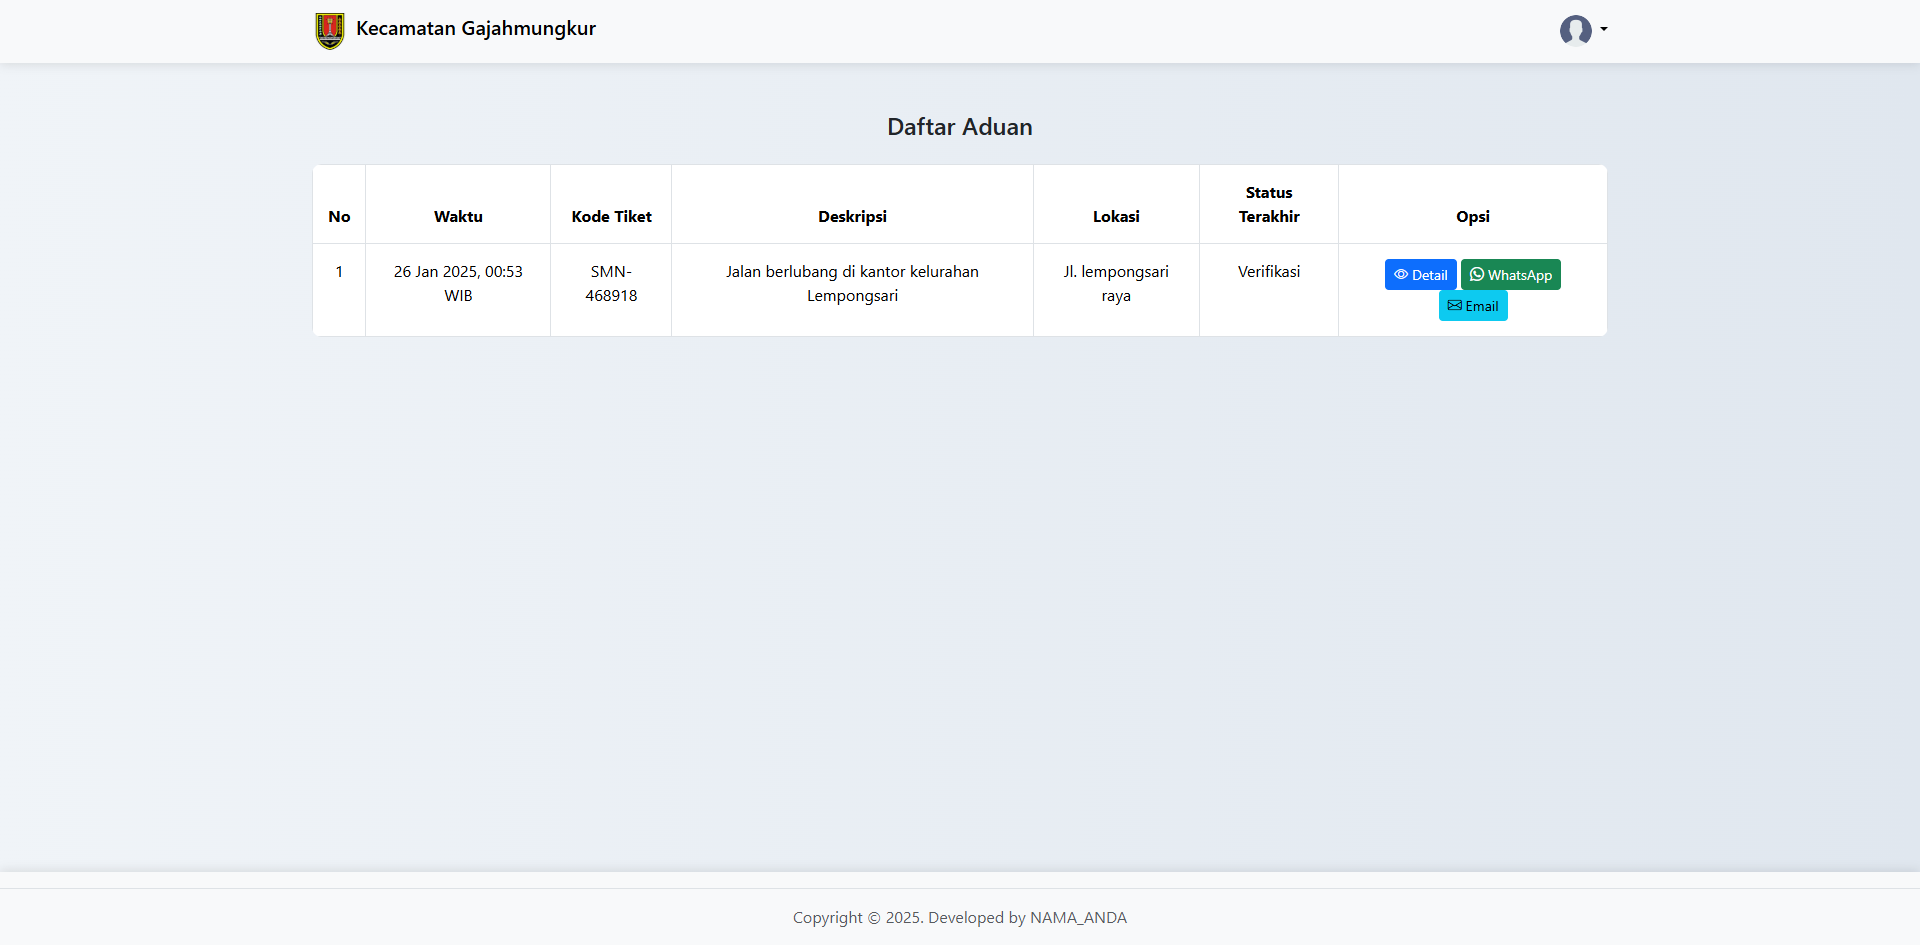 Kecamatan Gajahmungkur
Daftar Aduan
No
Waktu
Kode Tiket
Deskripsi
Lokasi
Status
Terakhir
Opsi
1
26 Jan 2025, 00:53
WIB
SMN-
468918
Jalan berlubang di kantor kelurahan
Lempongsari
Jl. lempongsari
raya
Verifikasi
Detail
WhatsApp
Email
Copyright © 2025. Developed by NAMA_ANDA